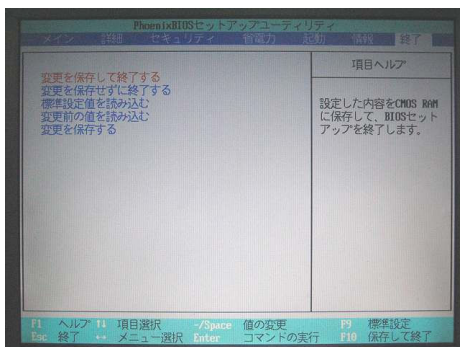 PhoenixBIOSセットアップユーティリティ
メイン 詳細 セキュリティ 省電力 起動 情報 終了
変更を保存して終了する
変更を保存せずに終了する
標準設定値を読み込む
変更前の値を読み込む
変更を保存する
項目ヘルプ
設定した内容をCMOS RAM
に保存して、BIOSセット
アップを終了します。
F1 ヘルプ ↑↓ 項目選択 -/Space 値の変更 F9 標準設定
Esc 終了 ↔ メニュー選択 Enter コマンドの実行 F10 保存して終了